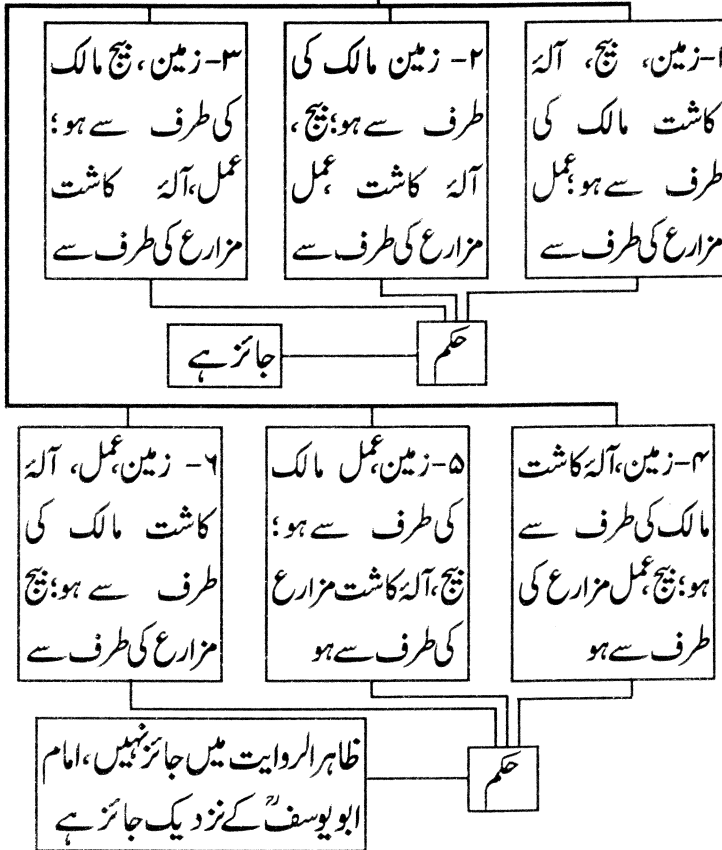 ۱-زمین، بیج، آلۂ
کاشت مالک کی
طرف سے ہو؛عمل
مزارع کی طرف سے
۲- زمین مالک کی
طرف سے ہو؛بیج،
آلۂ کاشت ،عمل
مزارع کی طرف سے
۳-زمین، بیج مالک
کی طرف سے ہو؛
عمل،آلۂ کاشت
مزارع کی طرف سے
حکم
جائز ہے
۴-زمین،آلۂ کاشت
مالک کی طرف سے
ہو؛بیج،عمل مزارع کی
طرف سے ہو
۵-زمین،عمل مالک
کی طرف سے ہو؛
بیج،آلۂ کاشت مزارع
کی طرف سے ہو
۶- زمین،عمل، آلۂ
کاشت مالک کی
طرف سے ہو؛بیج
مزارع کی طرف سے
حکم
ظاہر الروایت میں جائز نہیں،امام
ابو یوسفؒ کے نزدیک جائز ہے